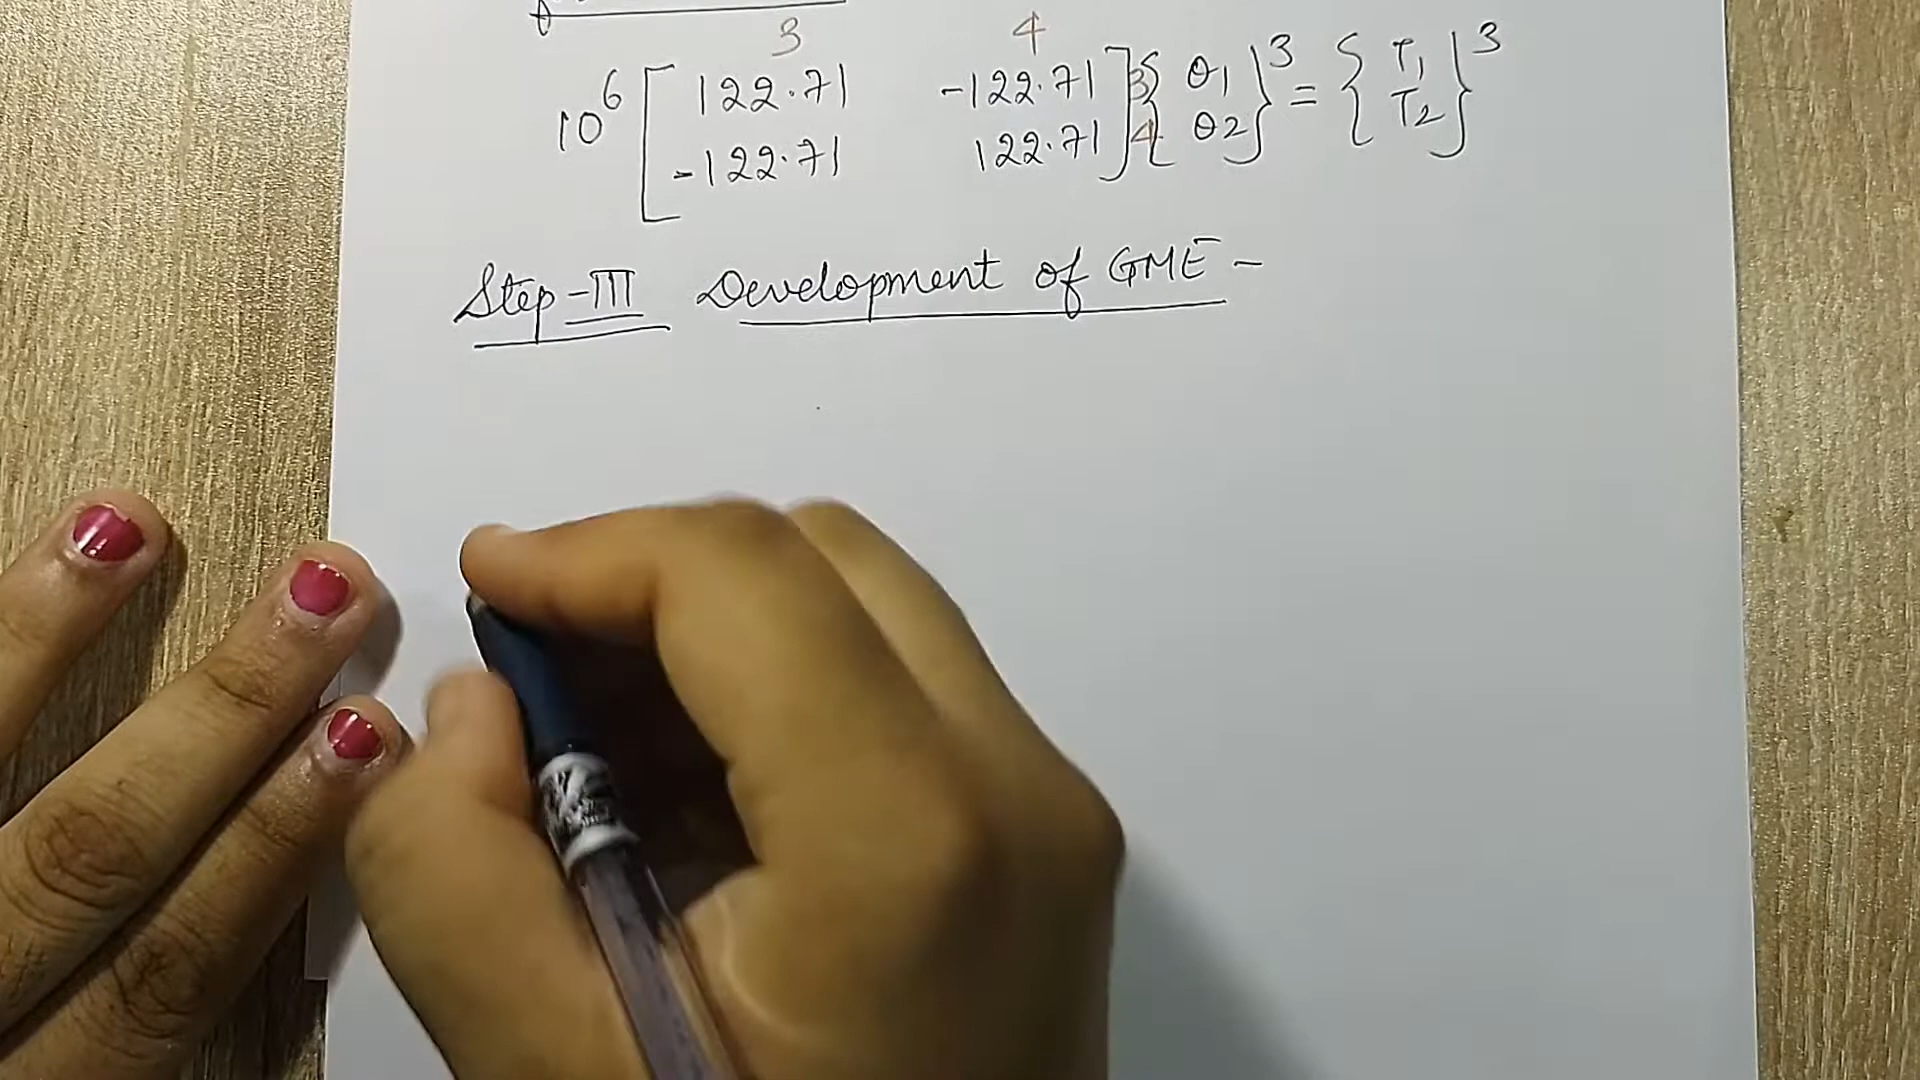 3 4
10^6 [ 122.71 -122.71 ] 3 { θ1 }^3 = { T1 }^3
[ -122.71 122.71 ] 4 { θ2 } { T2 }
Step-III Development of GME -